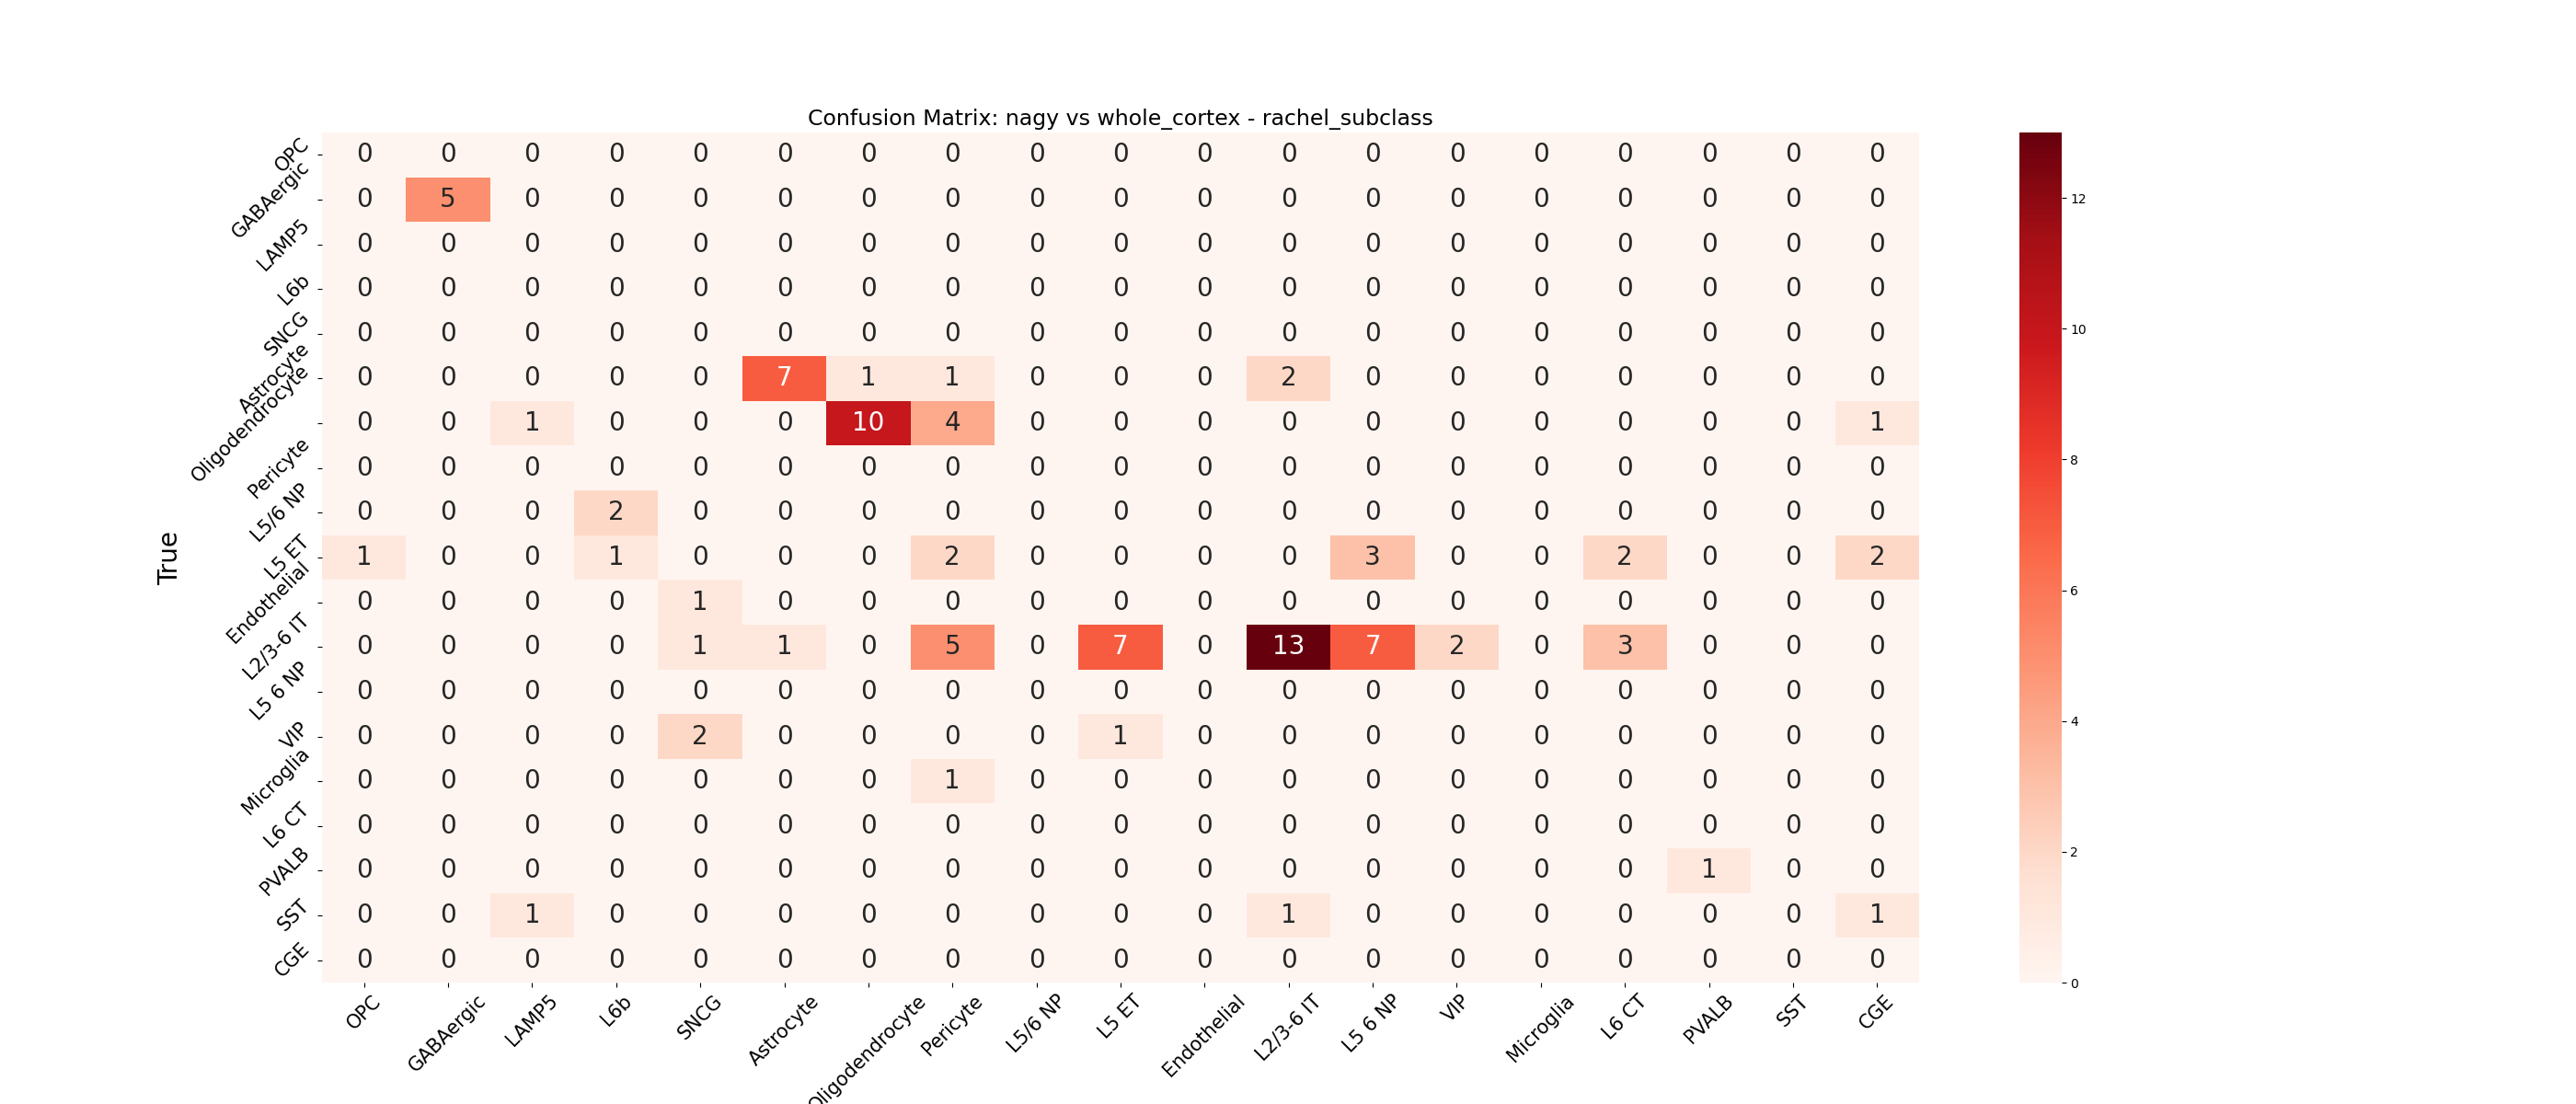 Confusion Matrix: nagy vs whole_cortex - rachel_subclass
True
OPC 0 0 0 0 0 0 0 0 0 0 0 0 0 0 0 0 0 0 0
GABAergic 0 5 0 0 0 0 0 0 0 0 0 0 0 0 0 0 0 0 0
LAMP5 0 0 0 0 0 0 0 0 0 0 0 0 0 0 0 0 0 0 0
L6b 0 0 0 0 0 0 0 0 0 0 0 0 0 0 0 0 0 0 0
SNCG 0 0 0 0 0 0 0 0 0 0 0 0 0 0 0 0 0 0 0
Astrocyte 0 0 0 0 0 7 1 1 0 0 0 2 0 0 0 0 0 0 0
Oligodendrocyte 0 0 1 0 0 0 10 4 0 0 0 0 0 0 0 0 0 0 1
Pericyte 0 0 0 0 0 0 0 0 0 0 0 0 0 0 0 0 0 0 0
L5/6 NP 0 0 0 2 0 0 0 0 0 0 0 0 0 0 0 0 0 0 0
L5 ET 1 0 0 1 0 0 0 2 0 0 0 0 3 0 0 2 0 0 2
Endothelial 0 0 0 0 1 0 0 0 0 0 0 0 0 0 0 0 0 0 0
L2/3-6 IT 0 0 0 0 1 1 0 5 0 7 0 13 7 2 0 3 0 0 0
L5 6 NP 0 0 0 0 0 0 0 0 0 0 0 0 0 0 0 0 0 0 0
VIP 0 0 0 0 2 0 0 0 0 1 0 0 0 0 0 0 0 0 0
Microglia 0 0 0 0 0 0 0 1 0 0 0 0 0 0 0 0 0 0 0
L6 CT 0 0 0 0 0 0 0 0 0 0 0 0 0 0 0 0 0 0 0
PVALB 0 0 0 0 0 0 0 0 0 0 0 0 0 0 0 0 1 0 0
SST 0 0 1 0 0 0 0 0 0 0 0 1 0 0 0 0 0 0 1
CGE 0 0 0 0 0 0 0 0 0 0 0 0 0 0 0 0 0 0 0
OPC GABAergic LAMP5 L6b SNCG Astrocyte Oligodendrocyte Pericyte L5/6 NP L5 ET Endothelial L2/3-6 IT L5 6 NP VIP Microglia L6 CT PVALB SST CGE
12
10
8
6
4
2
0